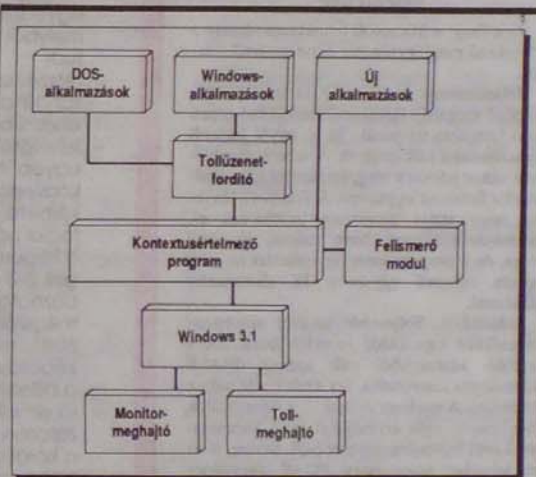 DOS-
alkalmazások
Windows-
alkalmazások
Új
alkalmazások
Tollüzenet-
fordító
Kontextusértelmező
program
Felismerő
modul
Windows 3.1
Monitor-
meghajtó
Toll-
meghajtó